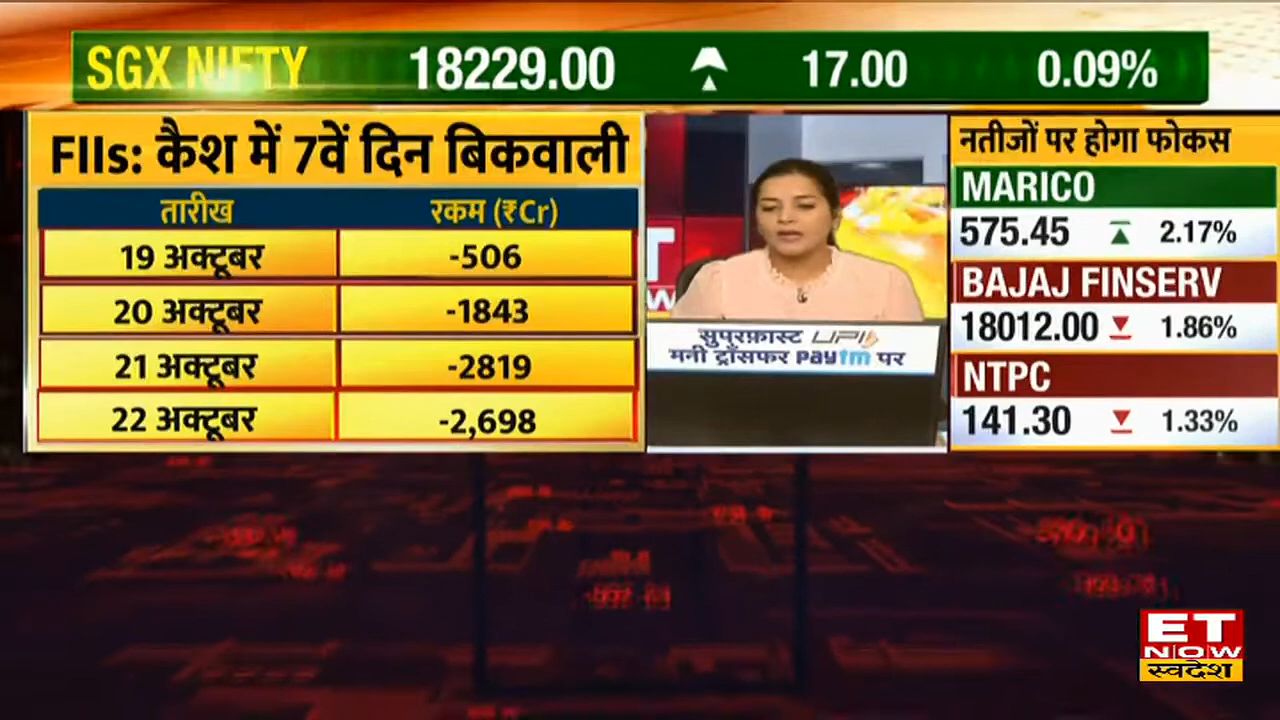 SGX NIFTY 18229.00 17.00 0.09%
FIIs: कैश में 7वें दिन बिकवाली
तारीख रकम (₹Cr)
19 अक्टूबर -506
20 अक्टूबर -1843
21 अक्टूबर -2819
22 अक्टूबर -2,698
सुपरफ़ास्ट UPI
मनी ट्राँसफर paytm पर
नतीजों पर होगा फोकस
MARICO
575.45 2.17%
BAJAJ FINSERV
18012.00 1.86%
NTPC
141.30 1.33%
ET
NOW
स्वदेश